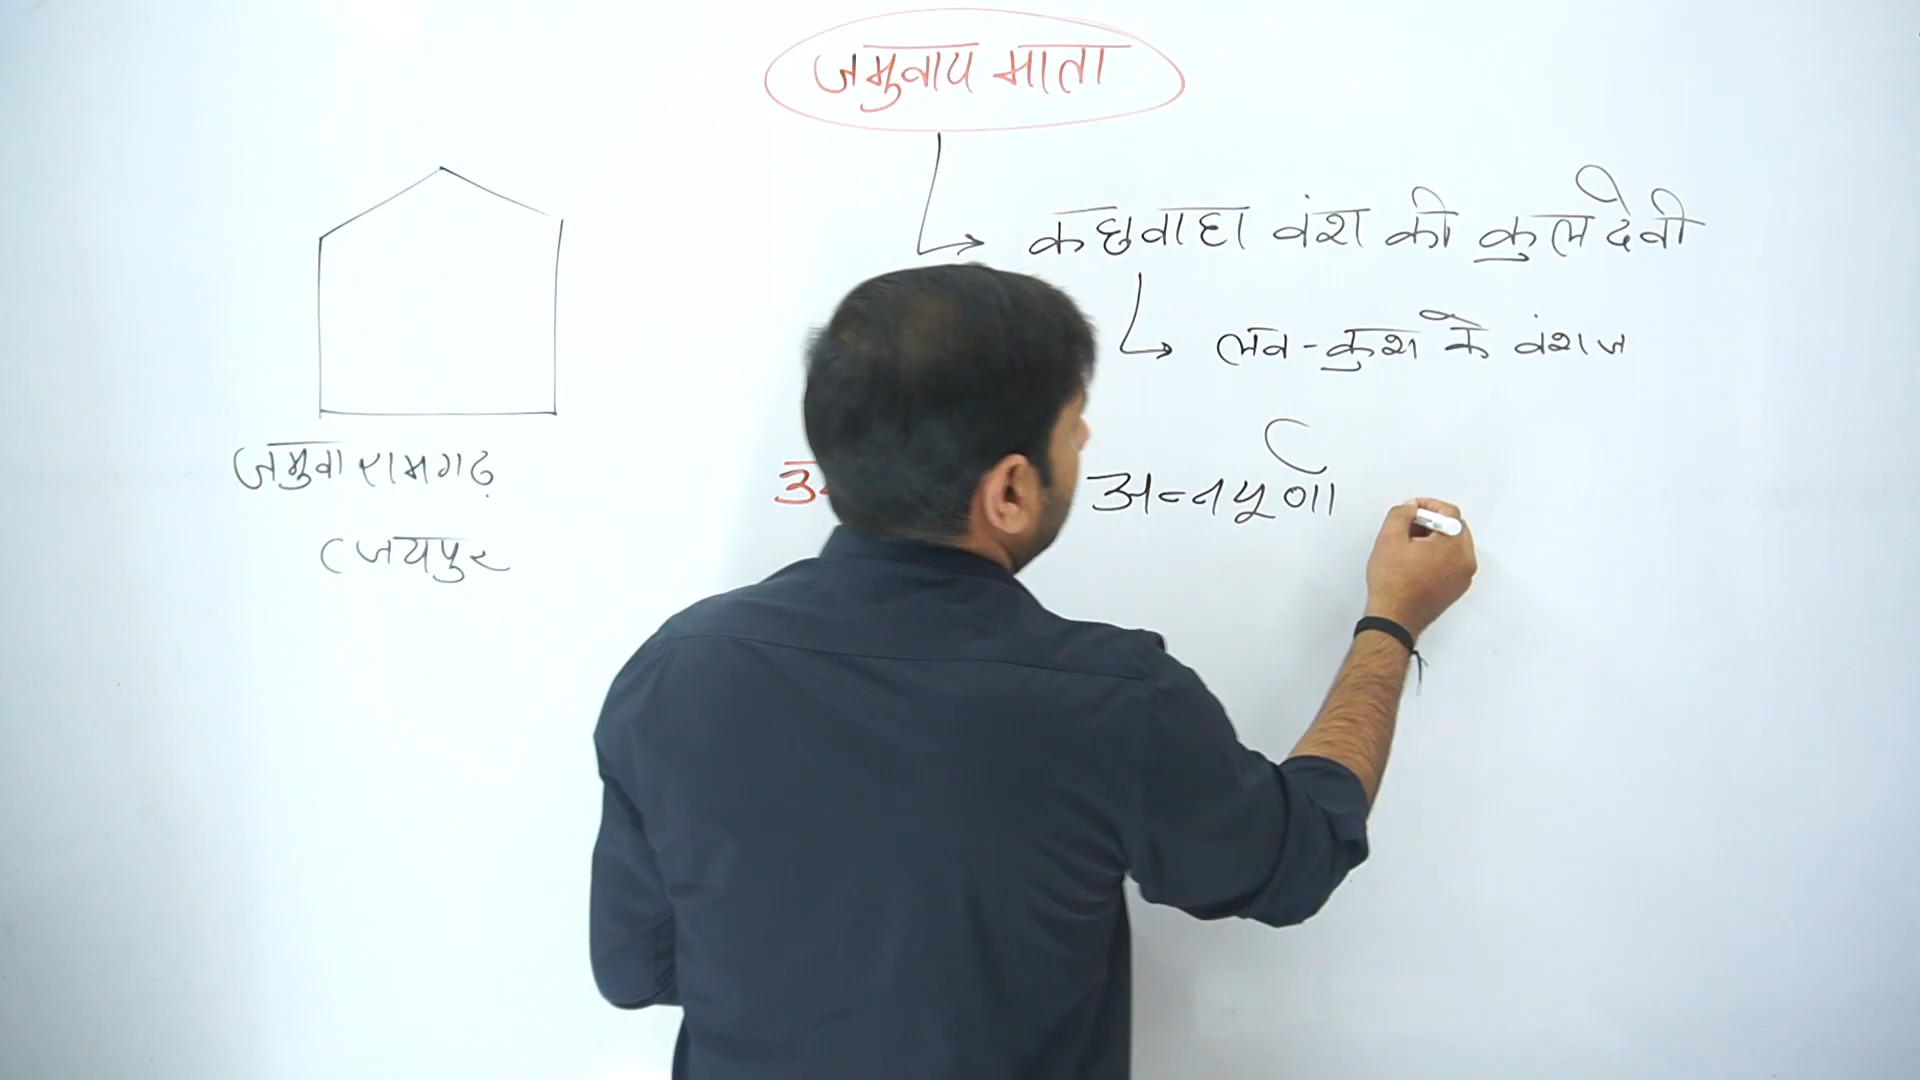 जमुवाय माता
कछवाहा वंश की कुलदेवी
लव-कुश के वंशज
जमुवा रामगढ़
(जयपुर
अन्नपूर्णा